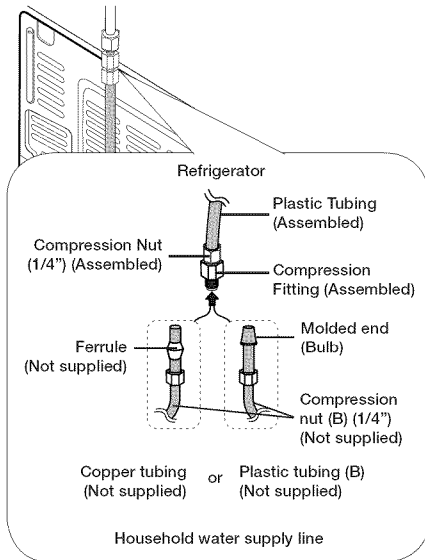 Refrigerator
Plastic Tubing
(Assembled)
Compression Nut
(1/4”) (Assembled)
Compression
Fitting (Assembled)
Ferrule
(Not supplied)
Molded end
(Bulb)
Compression
nut (B) (1/4”)
(Not supplied)
Copper tubing
(Not supplied)
or
Plastic tubing (B)
(Not supplied)
Household water supply line